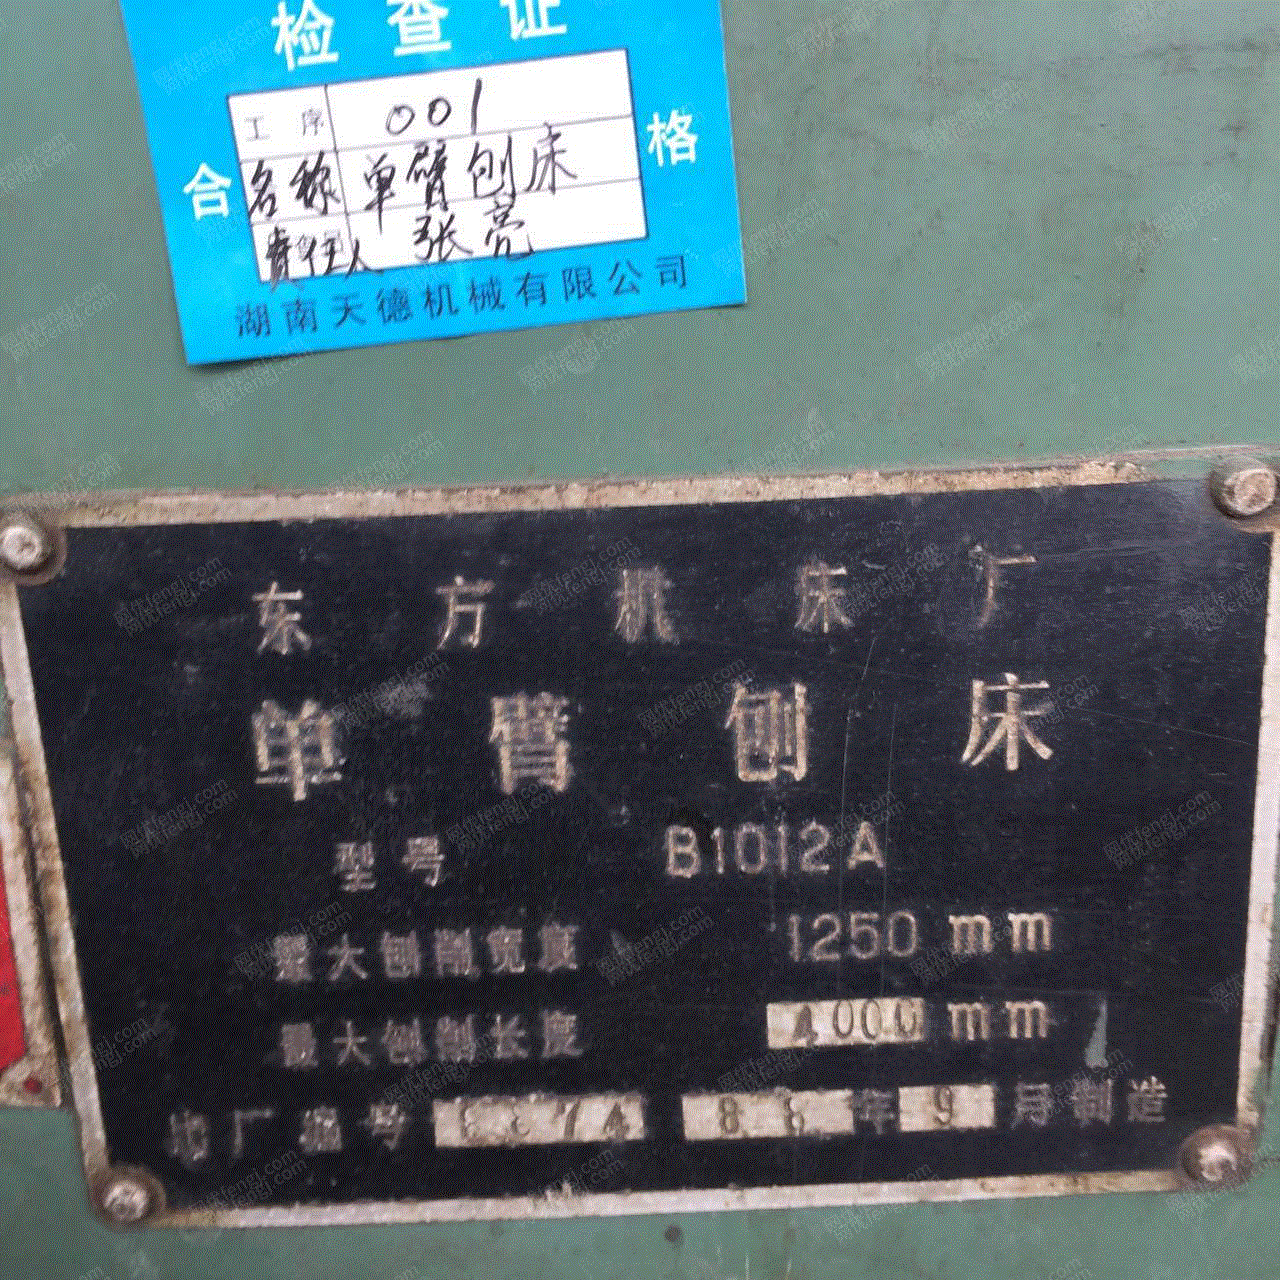 检查证
合格
工序 001
名称 单臂刨床
责任人 张亮
湖南天德机械有限公司
东方机床厂
单臂刨床
型号 B1012A
最大刨削宽度 1250 mm
最大刨削长度 4000 mm
出厂编号 8874 88年9月制造